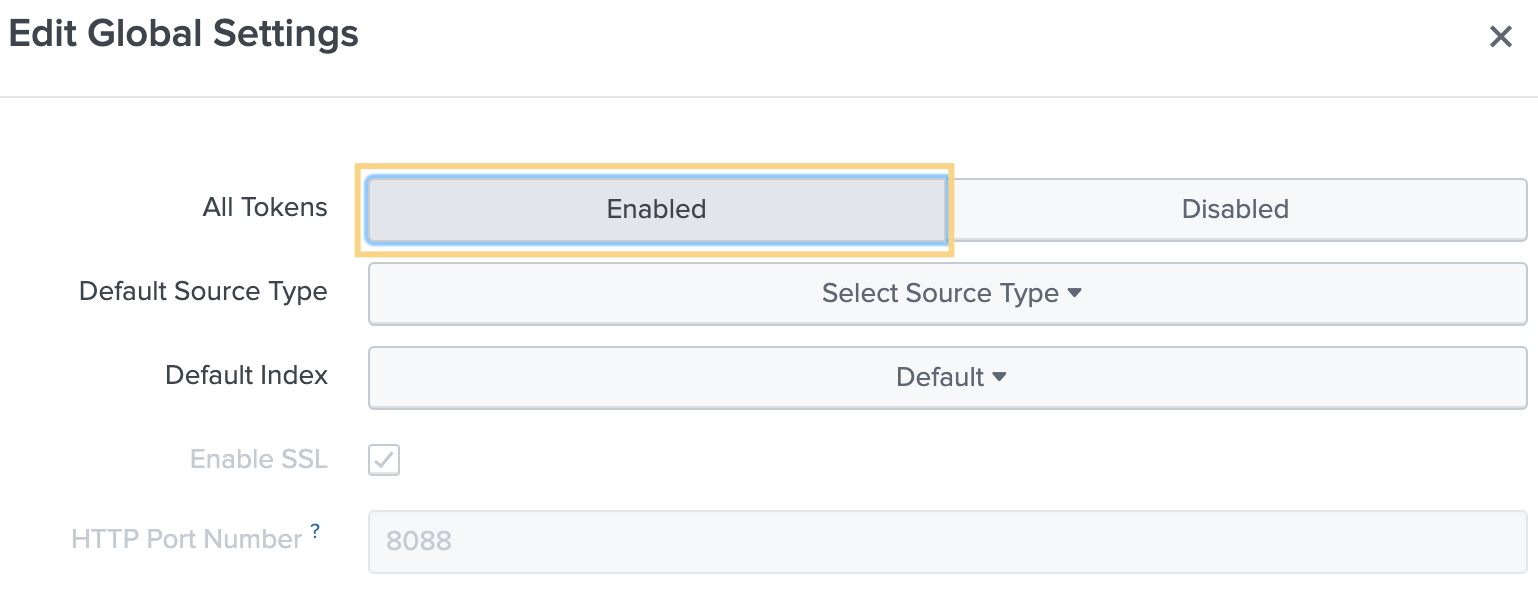 Edit Global Settings
All Tokens Enabled Disabled
Default Source Type Select Source Type
Default Index Default
Enable SSL
HTTP Port Number ? 8088